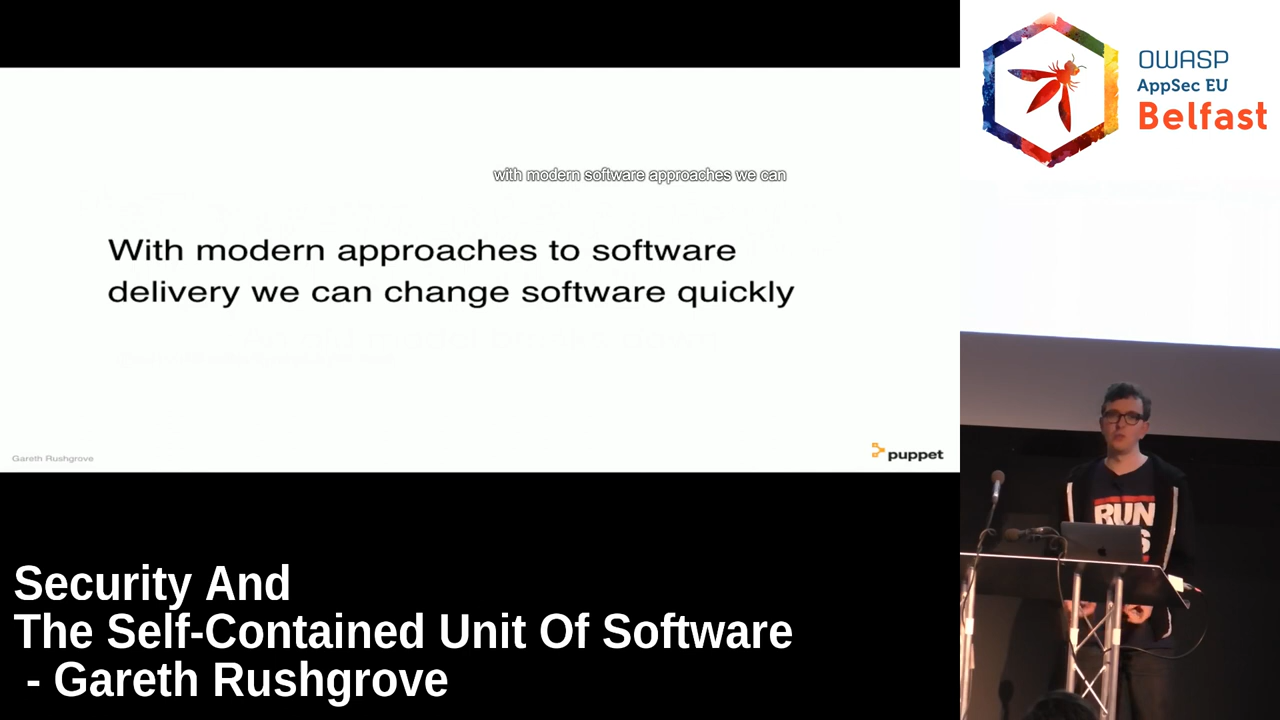 with modern software approaches we can
With modern approaches to software
delivery we can change software quickly
Gareth Rushgrove
puppet
OWASP
AppSec EU
Belfast
RUN
Security And
The Self-Contained Unit Of Software
- Gareth Rushgrove